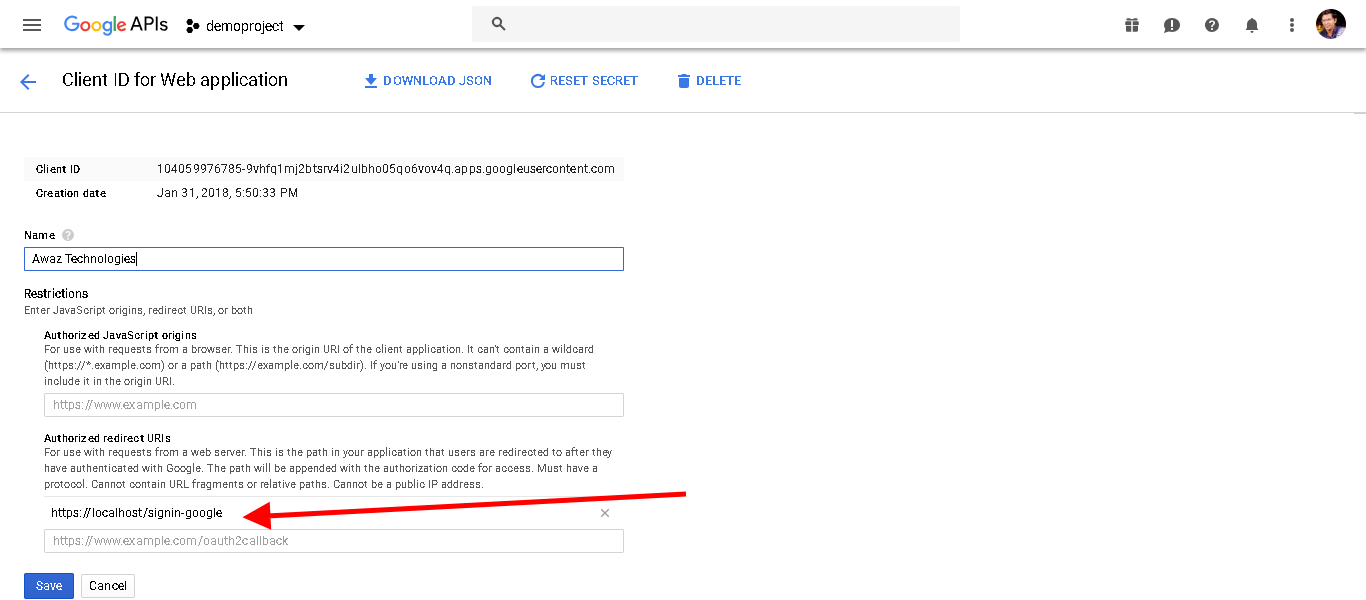 Google APIs demoproject
Client ID for Web application DOWNLOAD JSON RESET SECRET DELETE
Client ID 104059976785-9vhfq1mj2btsrv4i2ulbho05qo6vov4q.apps.googleusercontent.com
Creation date Jan 31, 2018, 5:50:33 PM
Name
Awaz Technologies
Restrictions
Enter JavaScript origins, redirect URIs, or both
Authorized JavaScript origins
For use with requests from a browser. This is the origin URI of the client application. It can't contain a wildcard
(https://*.example.com) or a path (https://example.com/subdir). If you're using a nonstandard port, you must
include it in the origin URI.
https://www.example.com
Authorized redirect URIs
For use with requests from a web server. This is the path in your application that users are redirected to after they
have authenticated with Google. The path will be appended with the authorization code for access. Must have a
protocol. Cannot contain URL fragments or relative paths. Cannot be a public IP address.
https://localhost/signin-google
https://www.example.com/oauth2callback
Save Cancel